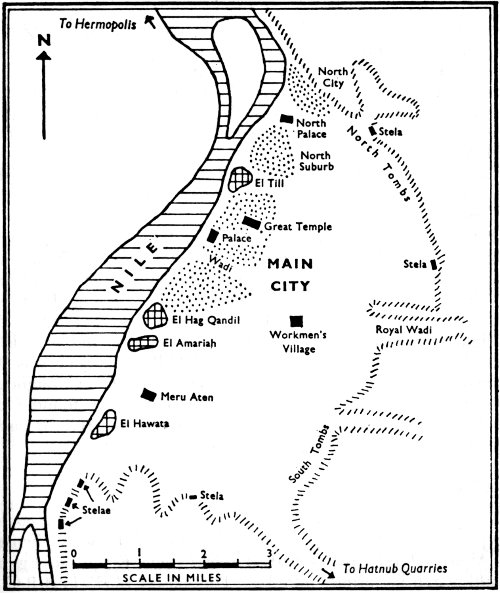 To Hermopolis
N
North
City
North
Palace
Stela
North Tombs
North
Suburb
El Till
Great Temple
Palace
Wadi
NILE
MAIN
CITY
Stela
El Hag Qandil
Royal Wadi
El Amariah
Workmen's
Village
Meru Aten
El Hawata
South Tombs
Stela
Stelae
0 1 2 3
SCALE IN MILES
To Hatnub Quarries